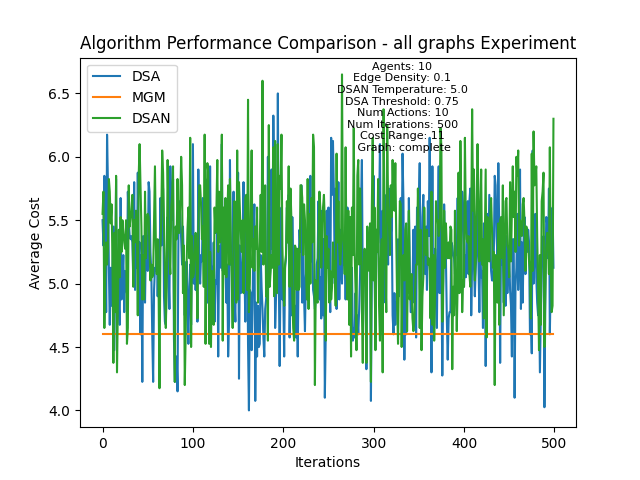 Algorithm Performance Comparison - all graphs Experiment
DSA
MGM
DSAN
Agents: 10
Edge Density: 0.1
DSAN Temperature: 5.0
DSA Threshold: 0.75
Num Actions: 10
Num Iterations: 500
Cost Range: 11
Graph: complete
Average Cost
6.5
6.0
5.5
5.0
4.5
4.0
0 100 200 300 400 500
Iterations